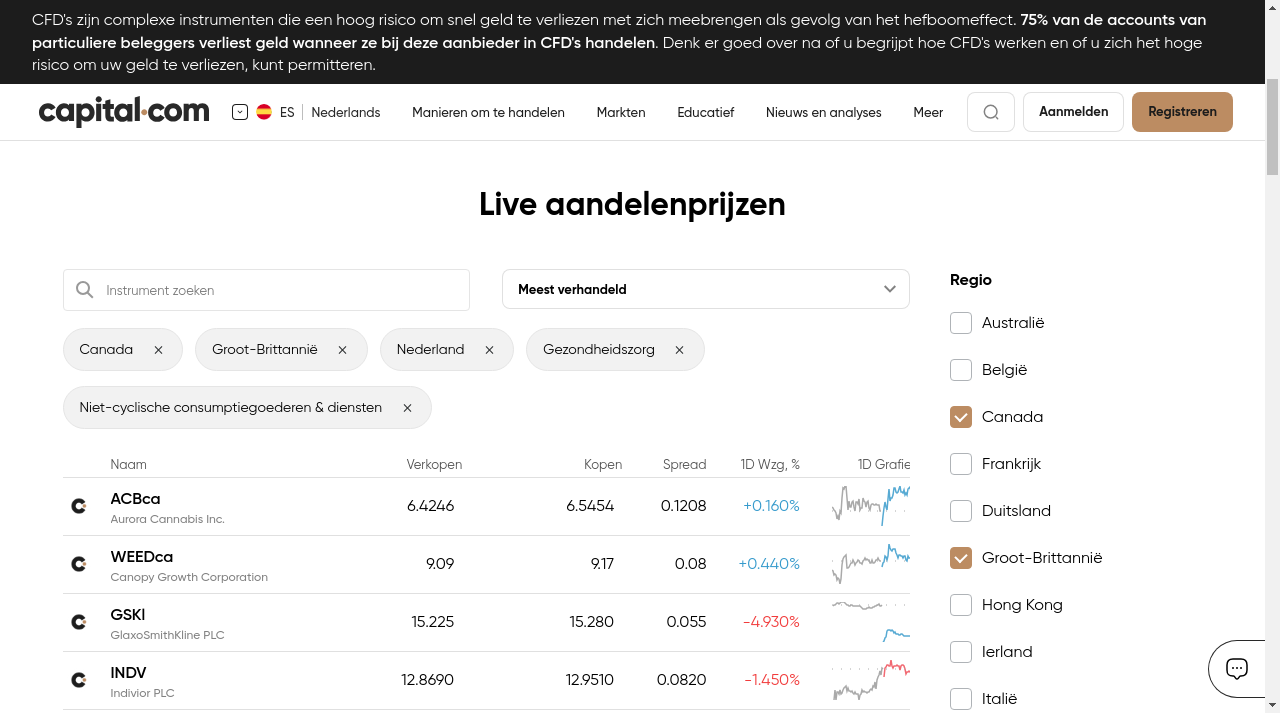 CFD's zijn complexe instrumenten die een hoog risico om snel geld te verliezen met zich meebrengen als gevolg van het hefboomeffect. 75% van de accounts van
particuliere beleggers verliest geld wanneer ze bij deze aanbieder in CFD's handelen. Denk er goed over na of u begrijpt hoe CFD's werken en of u zich het hoge
risico om uw geld te verliezen, kunt permitteren.
capital.com ES Nederlands Manieren om te handelen Markten Educatief Nieuws en analyses Meer Aanmelden Registreren
Live aandelenprijzen
Instrument zoeken
Meest verhandeld
Canada
Groot-Brittannië
Nederland
Gezondheidszorg
Niet-cyclische consumptiegoederen & diensten
Naam Verkopen Kopen Spread 1D Wzg, % 1D Grafie
ACBca 6.4246 6.5454 0.1208 +0.160%
Aurora Cannabis Inc.
WEEDca 9.09 9.17 0.08 +0.440%
Canopy Growth Corporation
GSKl 15.225 15.280 0.055 -4.930%
GlaxoSmithKline PLC
INDV 12.8690 12.9510 0.0820 -1.450%
Indivior PLC
Regio
Australië
België
Canada
Frankrijk
Duitsland
Groot-Brittannië
Hong Kong
Ierland
Italië